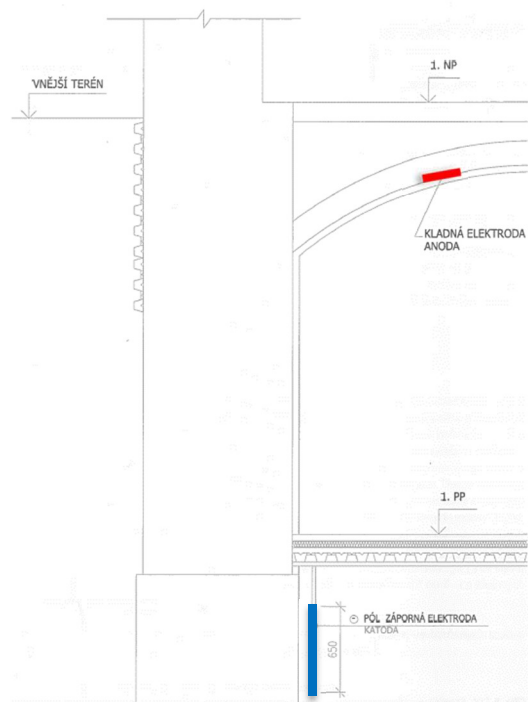 1. NP
VNĚJŠÍ TERÉN
KLADNÁ ELEKTRODA
ANODA
1. PP
PÓL ZÁPORNÁ ELEKTRODA
KATODA
650